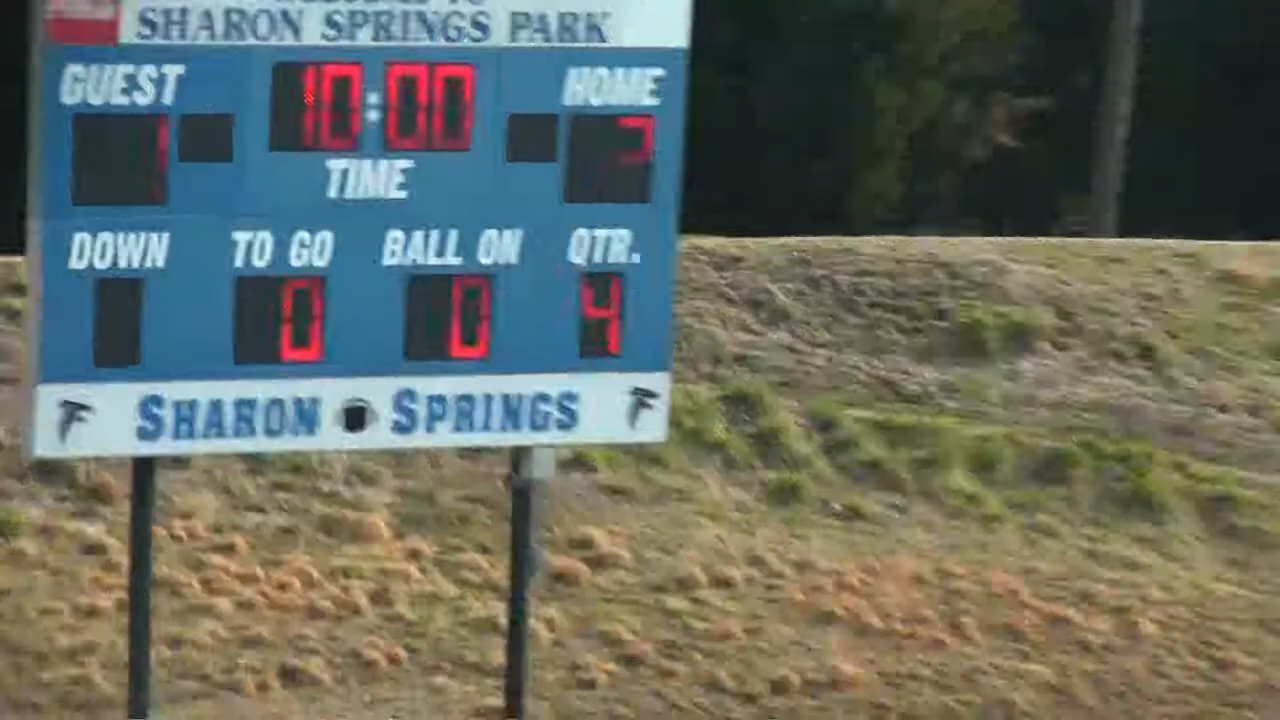 SHARON SPRINGS PARK
GUEST 10:00 HOME
1
TIME
DOWN TO GO BALL ON QTR.
0 0 4
SHARON SPRINGS